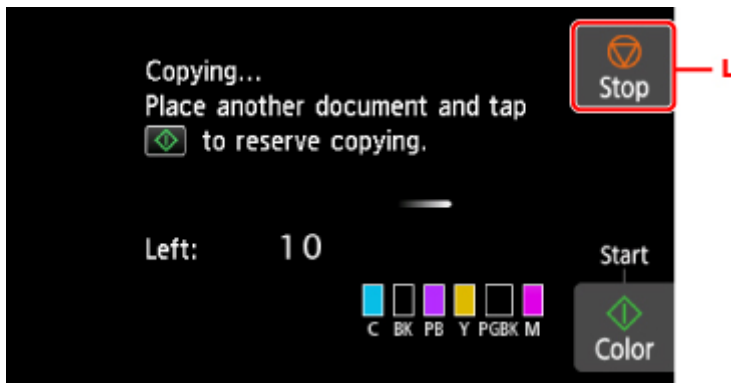 Copying...
Place another document and tap
to reserve copying.
Stop
L
Left: 10
C BK PB Y PGBK M
Start
Color